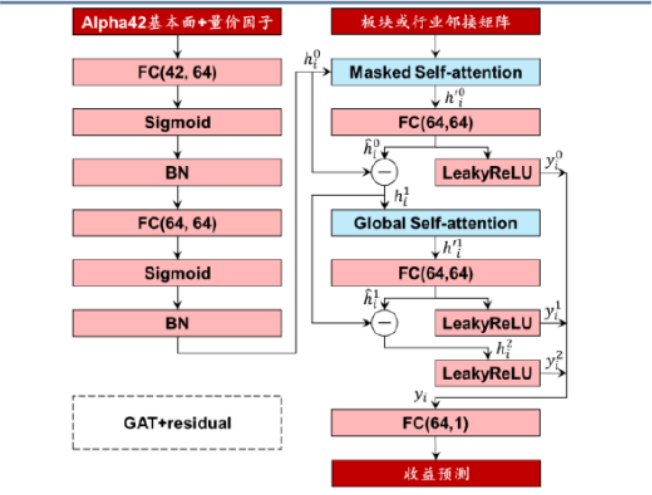 Alpha42基本面+量价因子
FC(42, 64)
Sigmoid
BN
FC(64, 64)
Sigmoid
BN
GAT+residual
板块或行业邻接矩阵
h_i^0
Masked Self-attention
h'_i^0
FC(64,64)
ĥ_i^0
−
LeakyReLU
y_i^0
h_i^1
Global Self-attention
h'_i^1
FC(64,64)
ĥ_i^1
−
LeakyReLU
y_i^1
h_i^2
LeakyReLU
y_i^2
y_i
FC(64,1)
收益预测